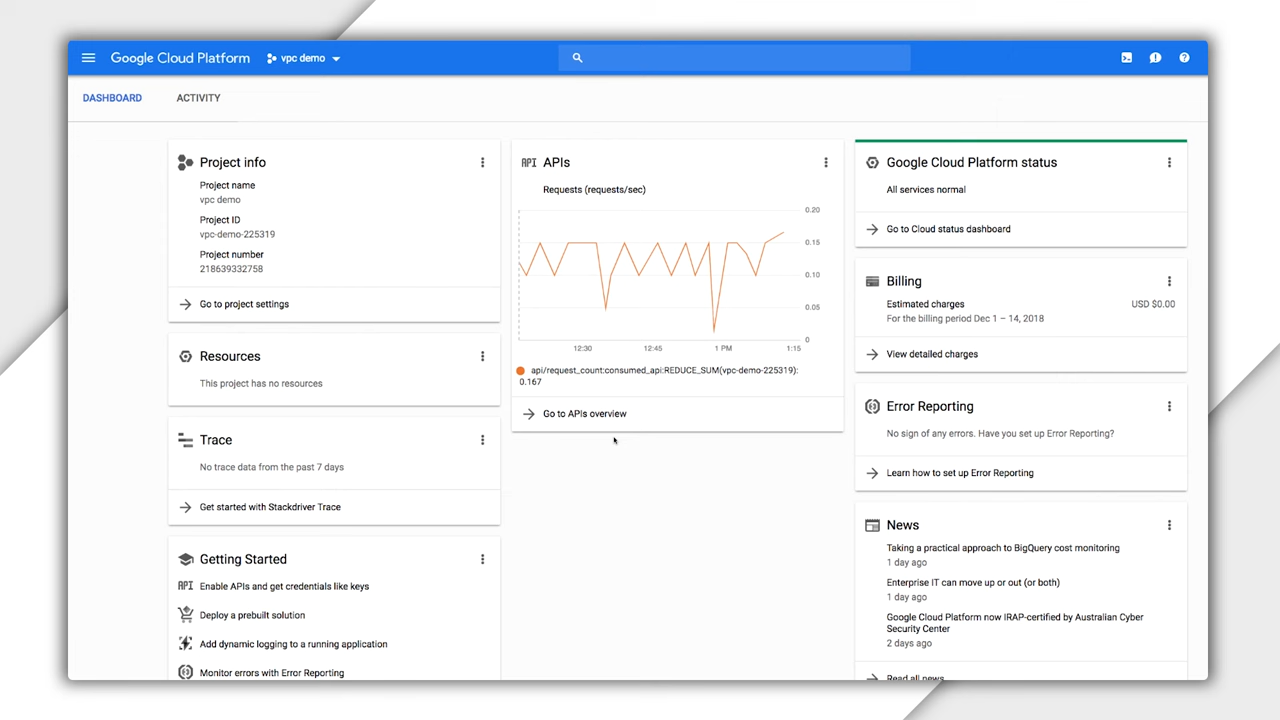 Google Cloud Platform
vpc demo
DASHBOARD
ACTIVITY
Project info
Project name
vpc demo
Project ID
vpc-demo-225319
Project number
218639332758
Go to project settings
Resources
This project has no resources
Trace
No trace data from the past 7 days
Get started with Stackdriver Trace
Getting Started
API Enable APIs and get credentials like keys
Deploy a prebuilt solution
Add dynamic logging to a running application
Monitor errors with Error Reporting
API APIs
Requests (requests/sec)
0.20
0.15
0.10
0.05
0
12:30 12:45 1 PM 1:15
api/request_count:consumed_api:REDUCE_SUM(vpc-demo-225319):
0.167
Go to APIs overview
Google Cloud Platform status
All services normal
Go to Cloud status dashboard
Billing
Estimated charges USD $0.00
For the billing period Dec 1 – 14, 2018
View detailed charges
Error Reporting
No sign of any errors. Have you set up Error Reporting?
Learn how to set up Error Reporting
News
Taking a practical approach to BigQuery cost monitoring
1 day ago
Enterprise IT can move up or out (or both)
1 day ago
Google Cloud Platform now IRAP-certified by Australian Cyber
Security Center
2 days ago
Read all news